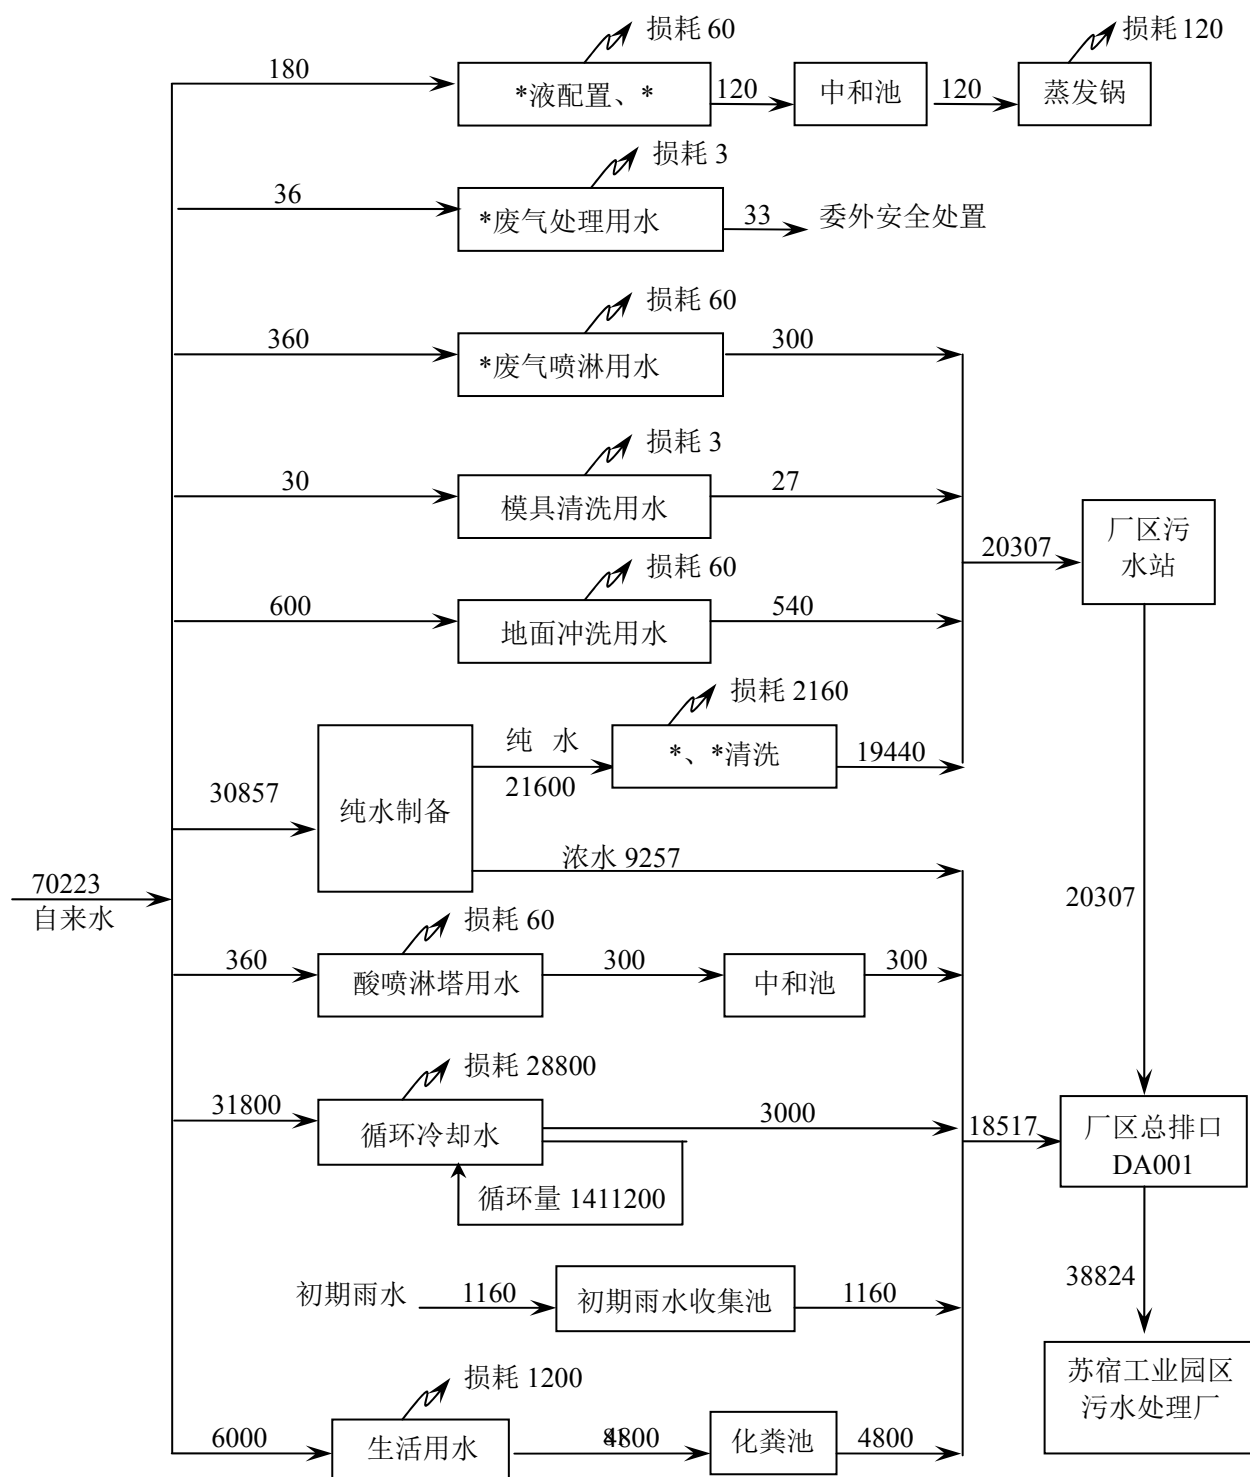 损耗 60
损耗 120
180
*液配置、*
120
中和池
120
蒸发锅
损耗 3
36
*废气处理用水
33
委外安全处置
损耗 60
360
*废气喷淋用水
300
损耗 3
30
模具清洗用水
27
厂区污
水站
20307
损耗 60
600
地面冲洗用水
540
损耗 2160
纯 水
21600
*、*清洗
19440
30857
纯水制备
浓水 9257
70223
自来水
20307
损耗 60
360
酸喷淋塔用水
300
中和池
300
损耗 28800
31800
循环冷却水
3000
循环量 1411200
18517
厂区总排口
DA001
38824
初期雨水
1160
初期雨水收集池
1160
苏宿工业园区
污水处理厂
损耗 1200
6000
生活用水
4800
化粪池
4800